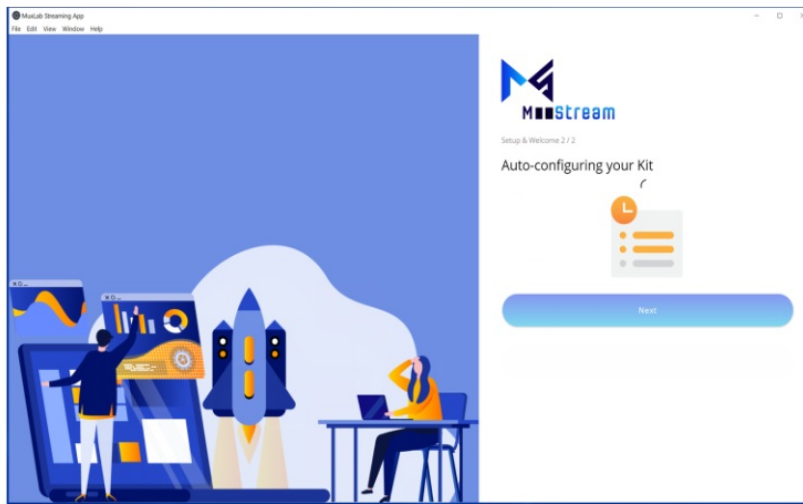 MuxLab Streaming App
File Edit View Window Help
Setup & Welcome 2 / 2
Auto-configuring your Kit
Next